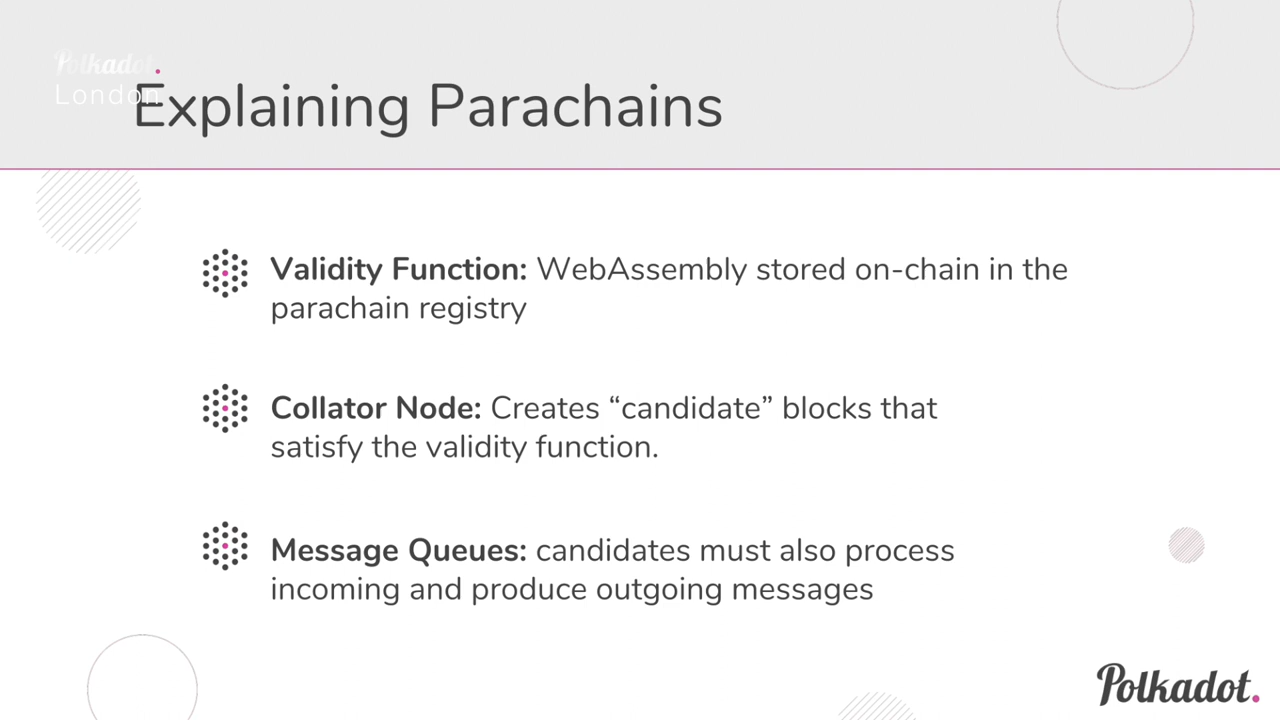 Polkadot.
London
Explaining Parachains
Validity Function: WebAssembly stored on-chain in the
parachain registry
Collator Node: Creates “candidate” blocks that
satisfy the validity function.
Message Queues: candidates must also process
incoming and produce outgoing messages
Polkadot.